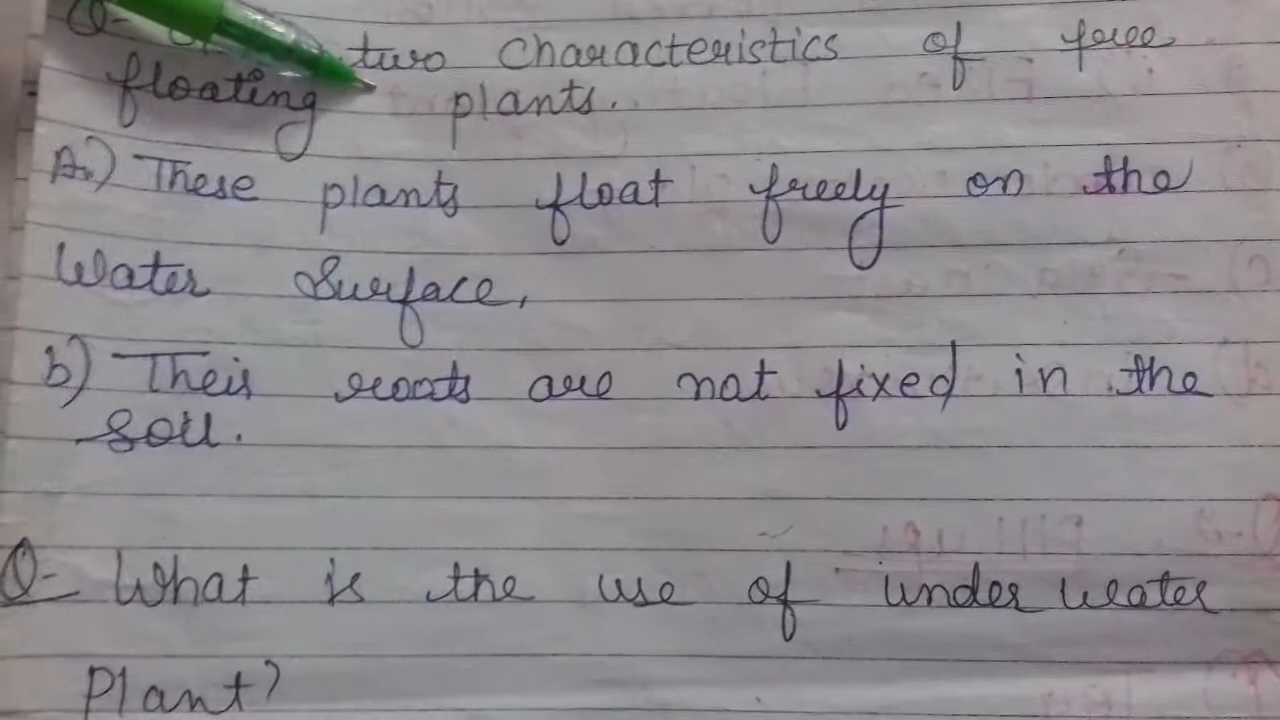 Q- two Characteristics of free
floating plants.
A.) These plants float freely on the
Water Surface,
b) Their roots are not fixed in the
soil.
Q- What is the use of under water
Plant?